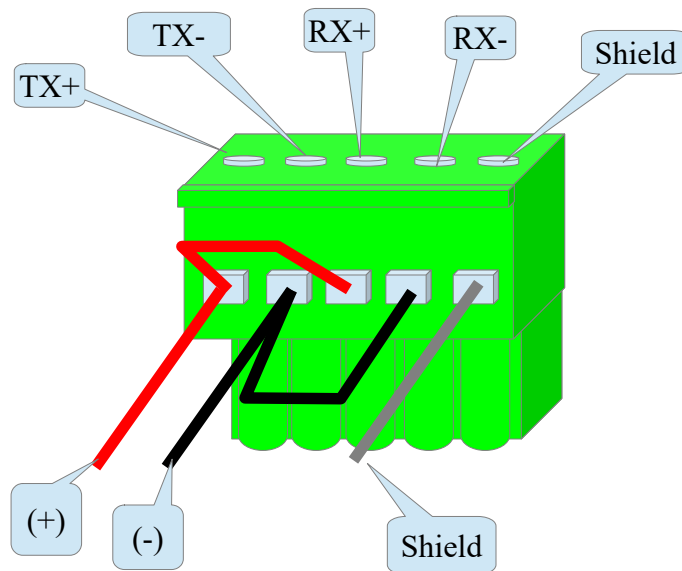 TX-
RX+
RX-
Shield
TX+
(+)
(-)
Shield